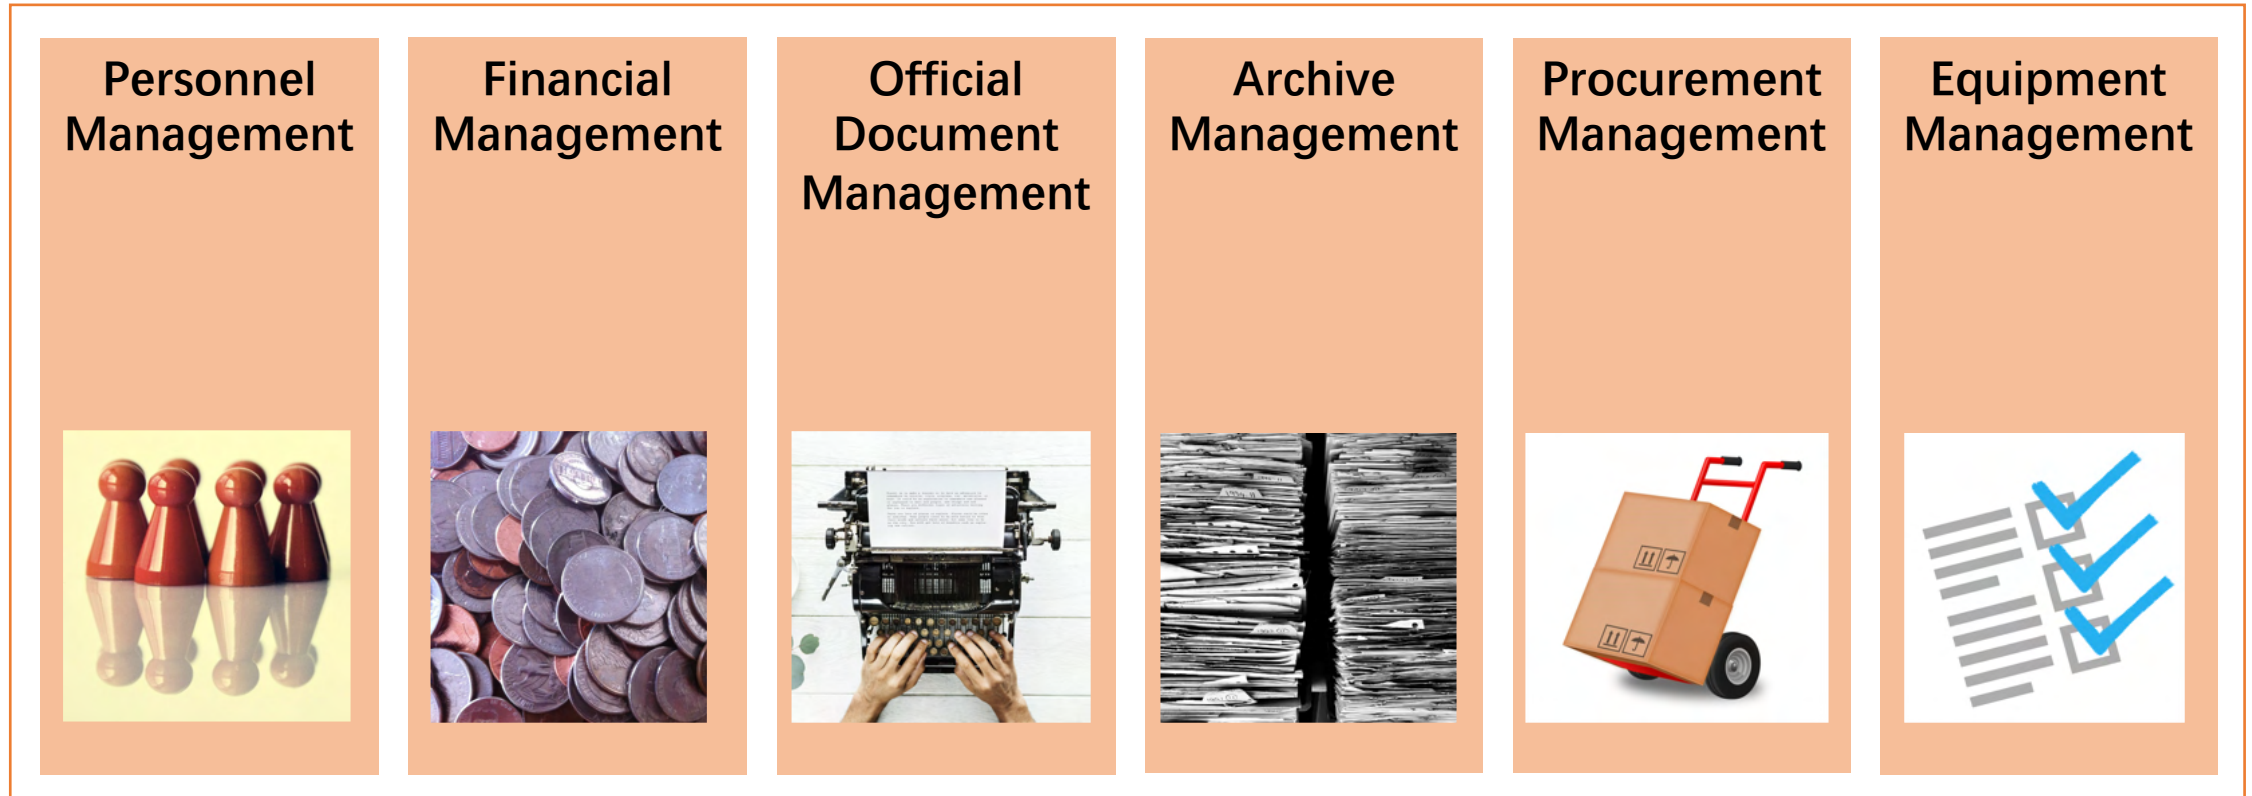 Personnel
Management
Financial
Management
Official
Document
Management
Archive
Management
Procurement
Management
Equipment
Management